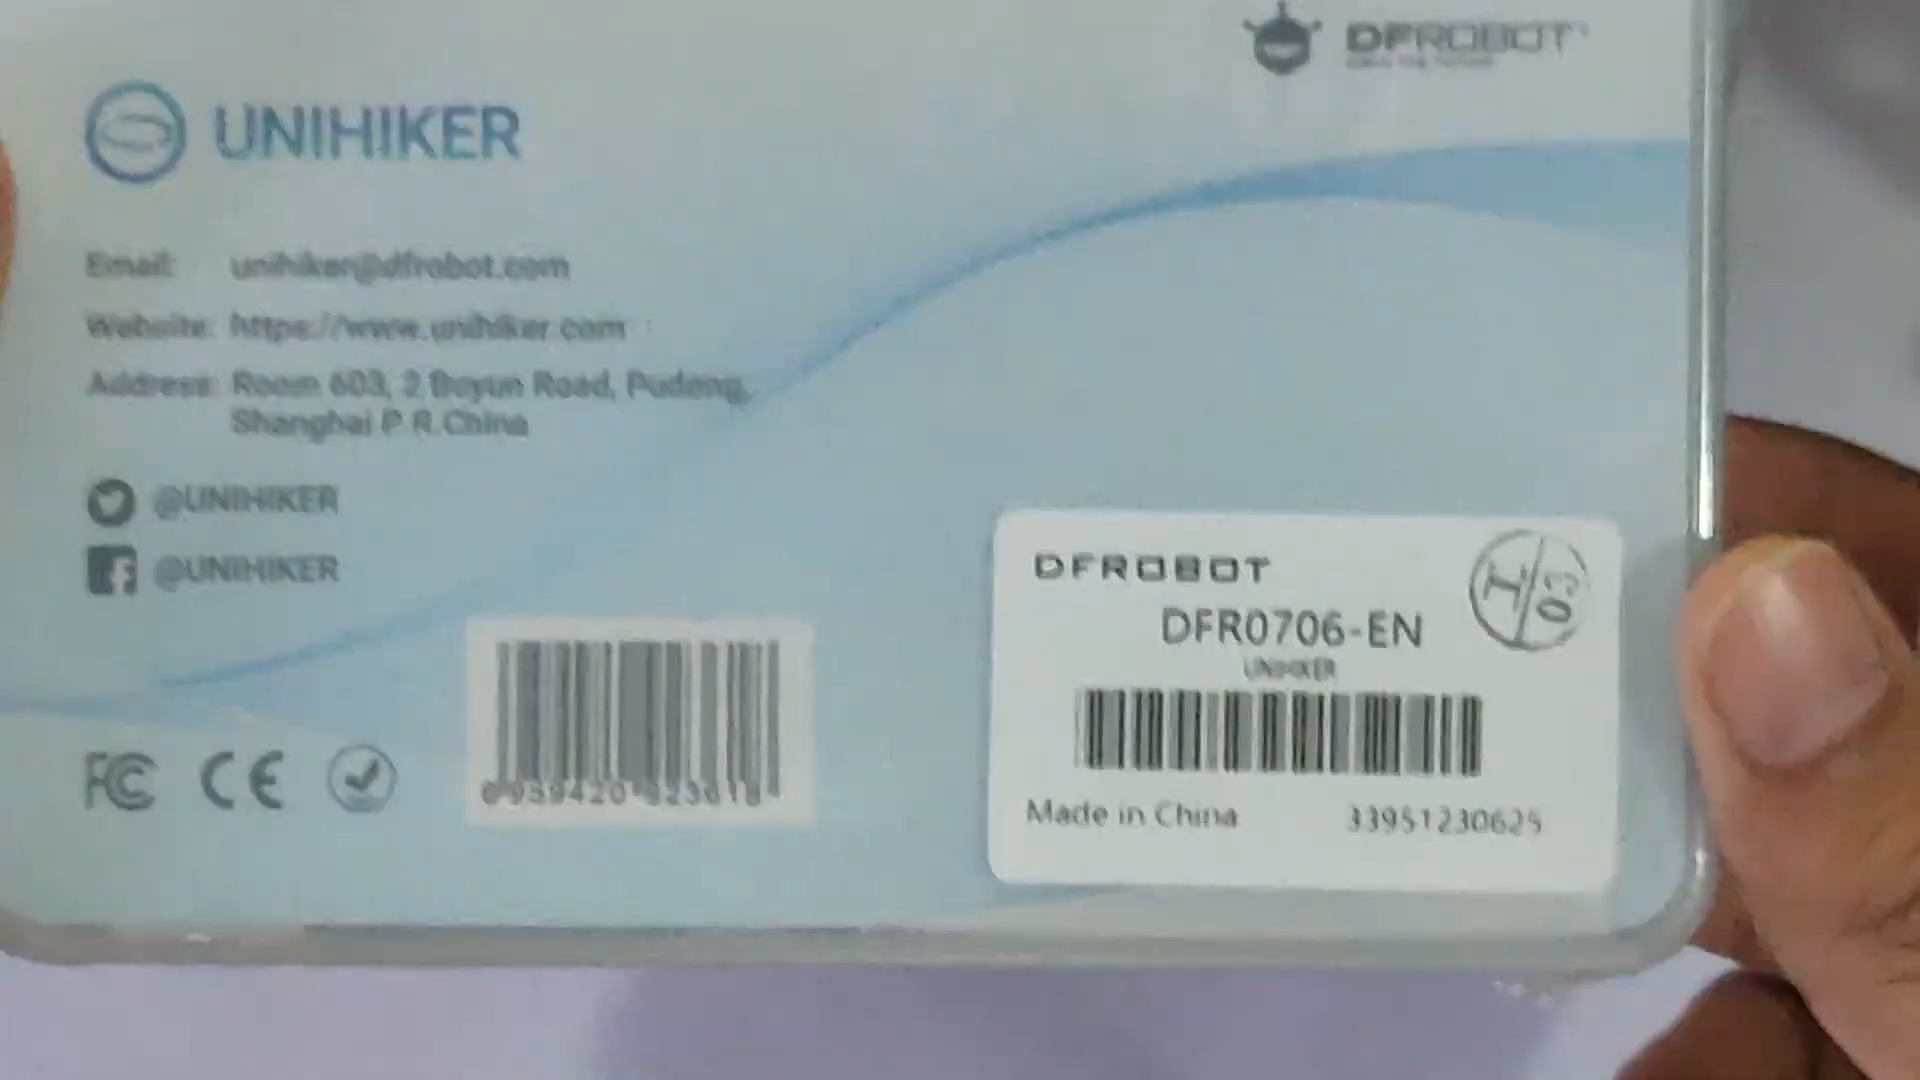 DFROBOT
UNIHIKER
Email: unihiker@dfrobot.com
Website: https://www.unihiker.com
Address: Room 603, 2 Boyun Road, Pudong,
Shanghai P.R.China
@UNIHIKER
@UNIHIKER
FC CE
DFROBOT
DFR0706-EN
UNIHIKER
Made in China 33951230625